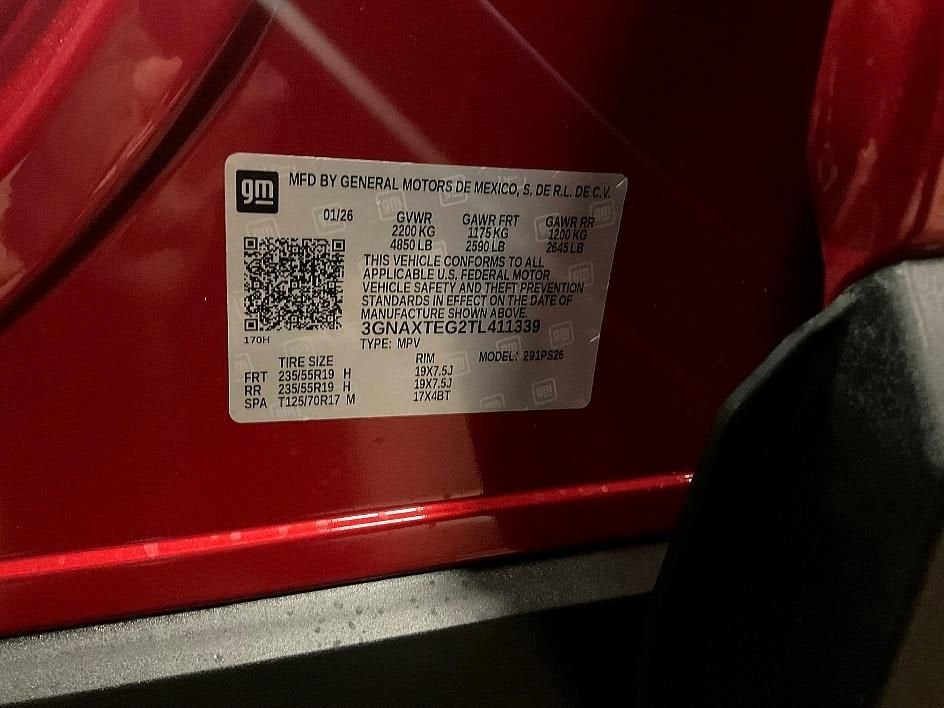 gm
MFD BY GENERAL MOTORS DE MEXICO, S. DE R.L. DE C.V.
01/26 GVWR GAWR FRT GAWR RR
2200 KG 1175 KG 1200 KG
4850 LB 2590 LB 2645 LB
THIS VEHICLE CONFORMS TO ALL
APPLICABLE U.S. FEDERAL MOTOR
VEHICLE SAFETY AND THEFT PREVENTION
STANDARDS IN EFFECT ON THE DATE OF
MANUFACTURE SHOWN ABOVE.
3GNAXTEG2TL411339
170H
TYPE: MPV
TIRE SIZE RIM MODEL: 291PS26
FRT 235/55R19 H 19X7.5J
RR 235/55R19 H 19X7.5J
SPA T125/70R17 M 17X4BT